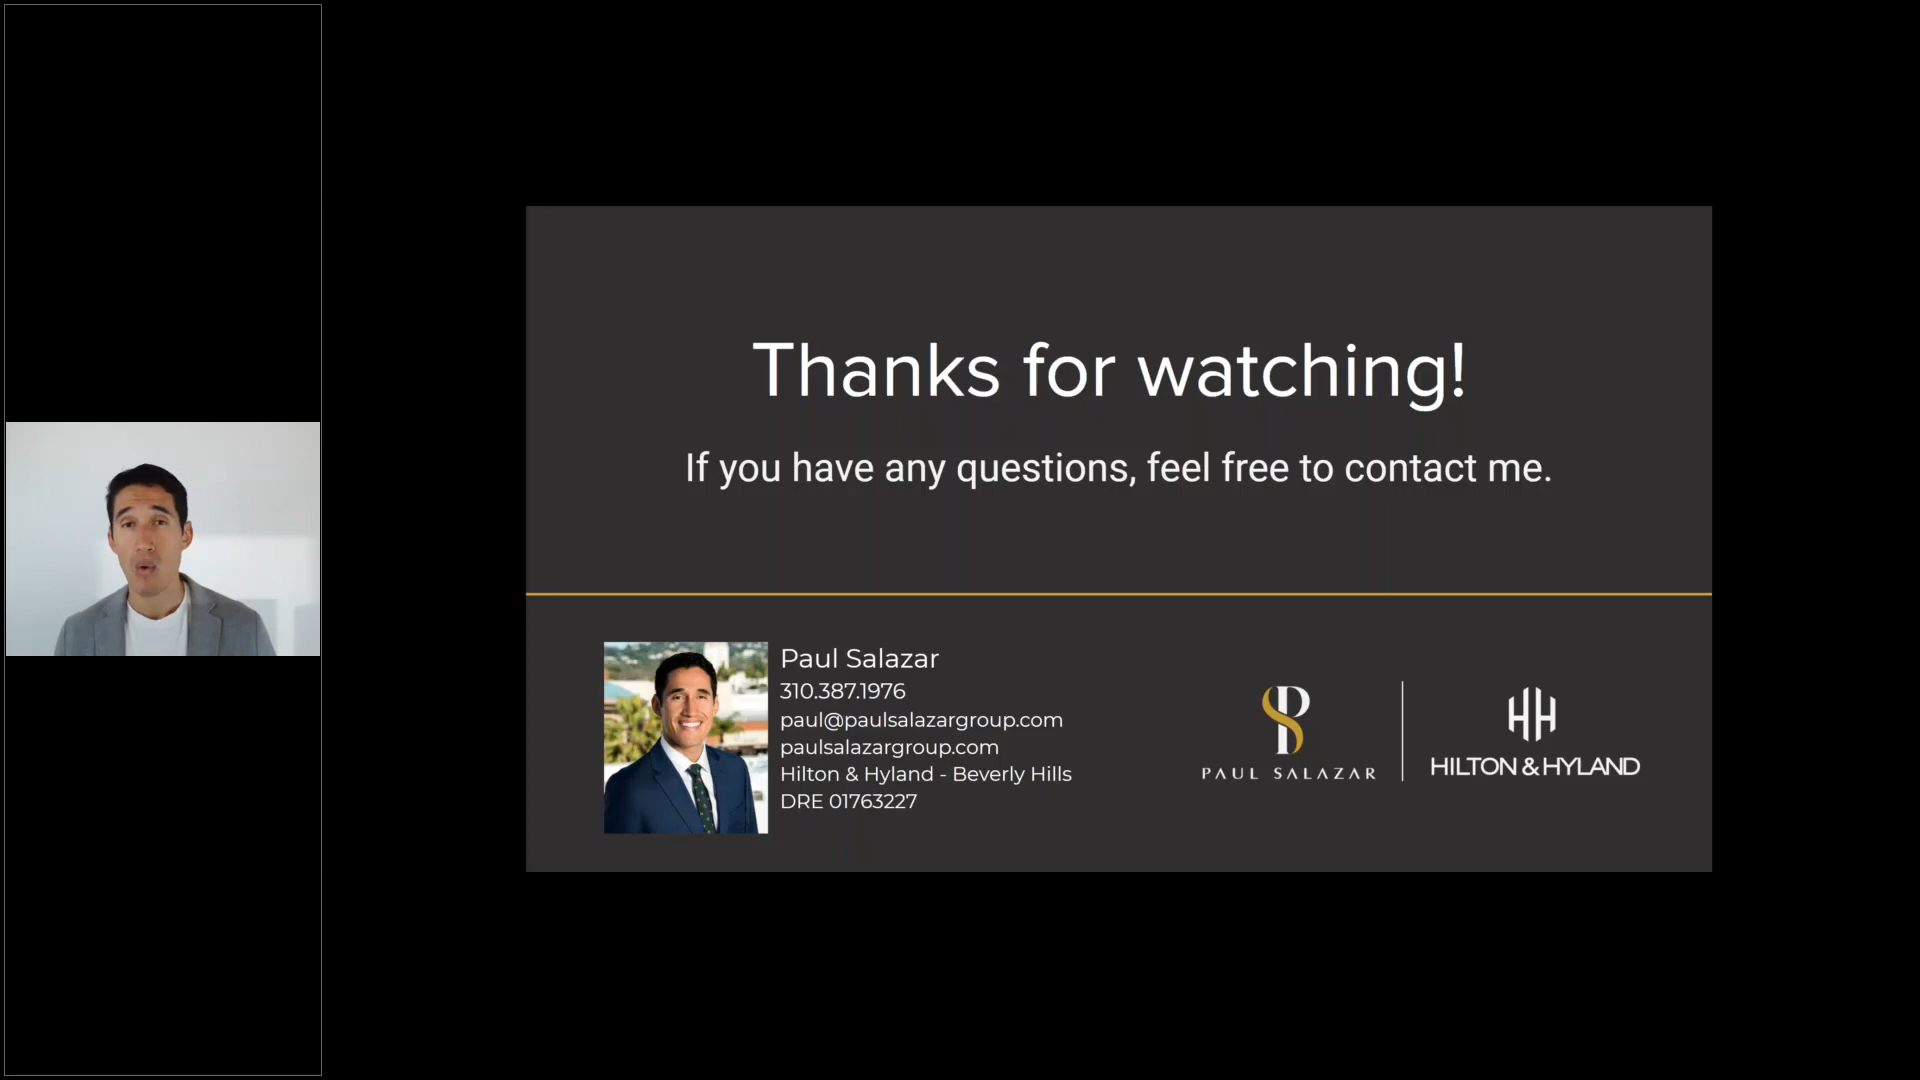 Thanks for watching!
If you have any questions, feel free to contact me.
Paul Salazar
310.387.1976
paul@paulsalazargroup.com
paulsalazargroup.com
Hilton & Hyland - Beverly Hills
DRE 01763227
PAUL SALAZAR
HILTON & HYLAND